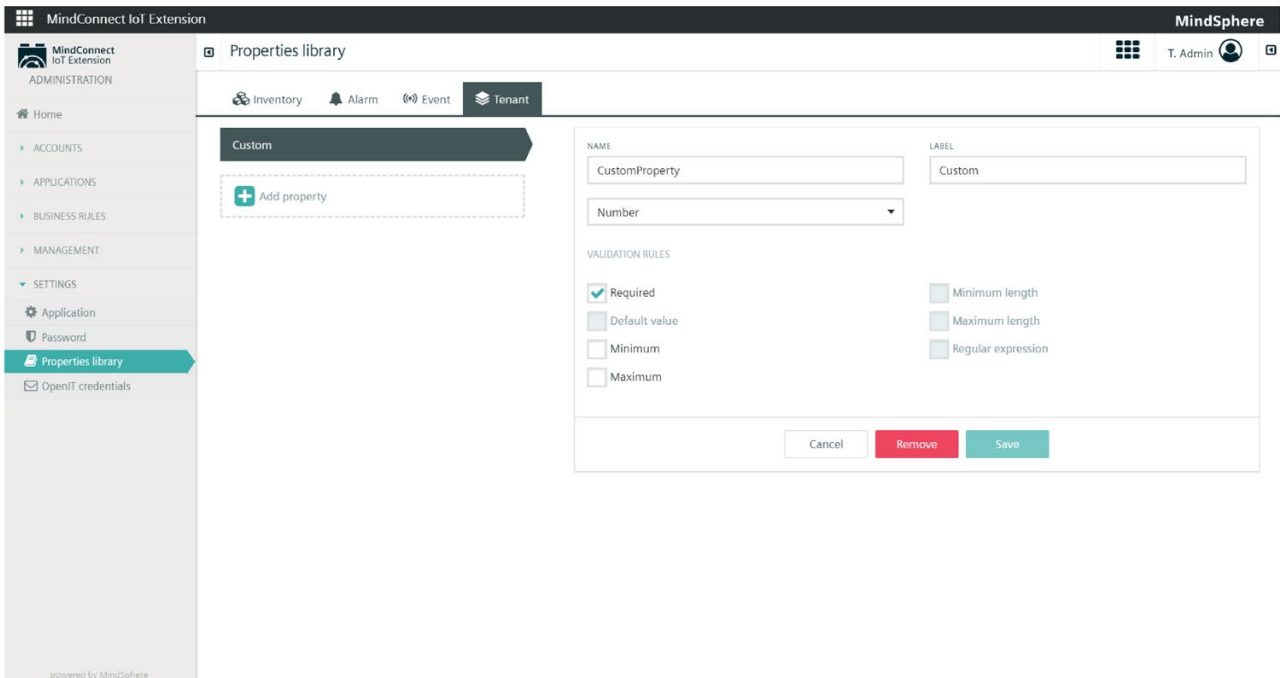 MindConnect IoT Extension
MindSphere
MindConnect
IoT Extension
ADMINISTRATION
Home
ACCOUNTS
APPLICATIONS
BUSINESS RULES
MANAGEMENT
SETTINGS
Application
Password
Properties library
OpenIT credentials
powered by MindSphere
Properties library
T. Admin
Inventory
Alarm
Event
Tenant
Custom
Add property
NAME
LABEL
CustomProperty
Custom
Number
VALIDATION RULES
Required
Minimum length
Default value
Maximum length
Minimum
Regular expression
Maximum
Cancel
Remove
Save